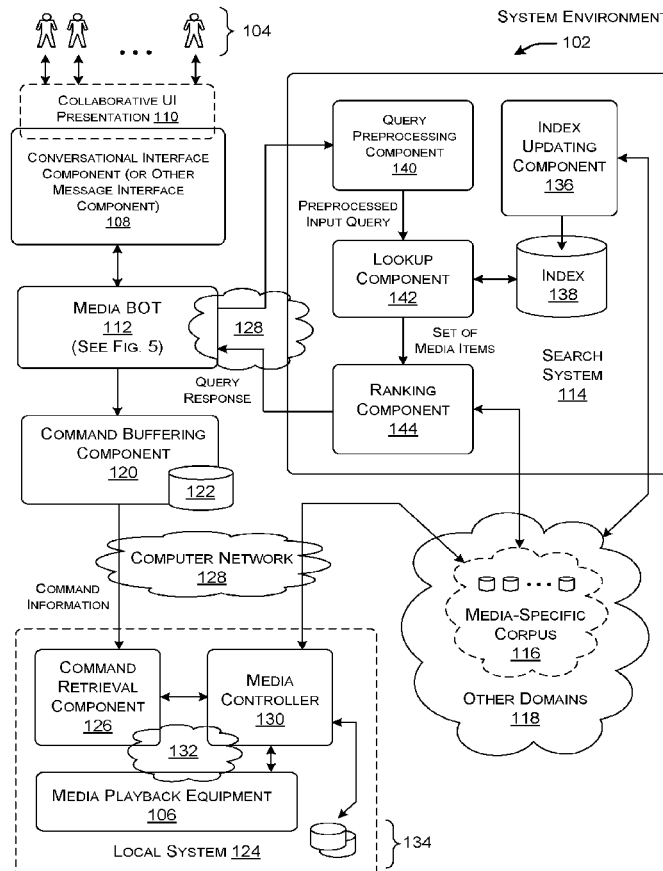 SYSTEM ENVIRONMENT
102
104
COLLABORATIVE UI
PRESENTATION 110
CONVERSATIONAL INTERFACE
COMPONENT (OR OTHER
MESSAGE INTERFACE
COMPONENT)
108
MEDIA BOT
112
(SEE FIG. 5)
128
QUERY
RESPONSE
COMMAND BUFFERING
COMPONENT
120
122
QUERY
PREPROCESSING
COMPONENT
140
PREPROCESSED
INPUT QUERY
LOOKUP
COMPONENT
142
SET OF
MEDIA ITEMS
RANKING
COMPONENT
144
INDEX
UPDATING
COMPONENT
136
INDEX
138
SEARCH
SYSTEM
114
COMPUTER NETWORK
128
COMMAND
INFORMATION
MEDIA-SPECIFIC
CORPUS
116
OTHER DOMAINS
118
COMMAND
RETRIEVAL
COMPONENT
126
MEDIA
CONTROLLER
130
132
MEDIA PLAYBACK EQUIPMENT
106
LOCAL SYSTEM 124
134